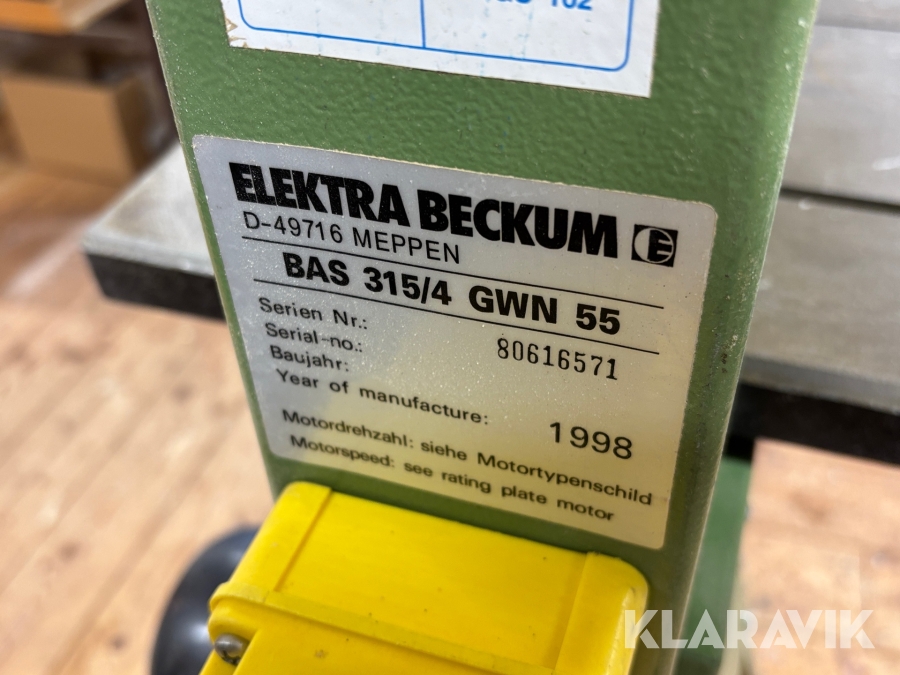 ELEKTRA BECKUM E
D-49716 MEPPEN
BAS 315/4 GWN 55
Serien Nr.:
Serial-no.: 80616571
Baujahr:
Year of manufacture: 1998
Motordrehzahl: siehe Motortypenschild
Motorspeed: see rating plate motor
KLARAVIK